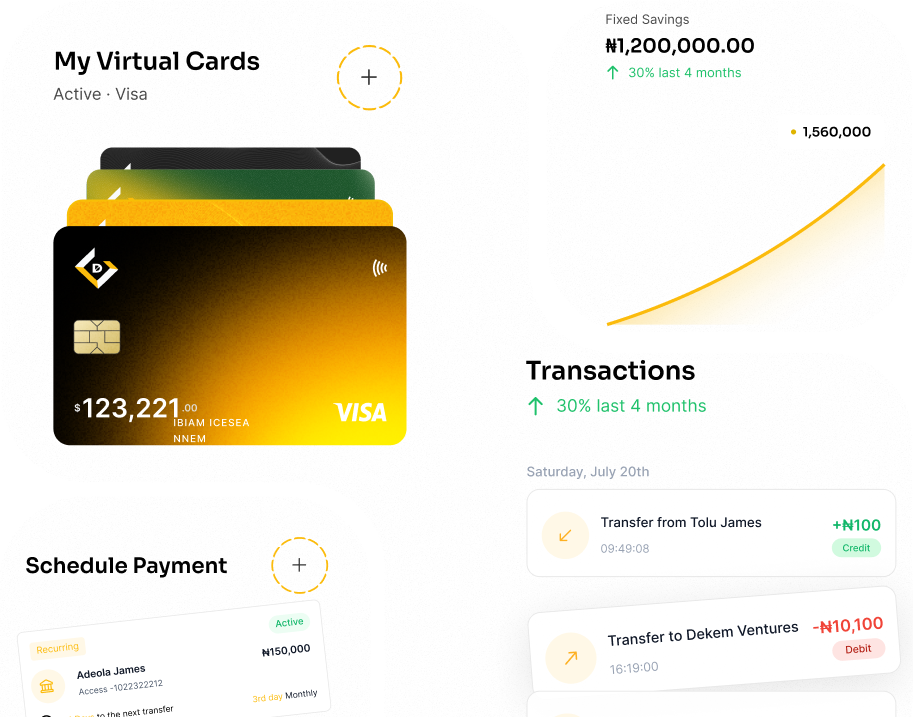 My Virtual Cards
Active · Visa
D
$123,221.00
IBIAM ICESEA
NNEM
VISA
Fixed Savings
₦1,200,000.00
30% last 4 months
1,560,000
Schedule Payment
Recurring
Active
Adeola James
₦150,000
Access -1022322212
to the next transfer
3rd day Monthly
Transactions
30% last 4 months
Saturday, July 20th
Transfer from Tolu James
+₦100
09:49:08
Credit
Transfer to Dekem Ventures
-₦10,100
16:19:00
Debit